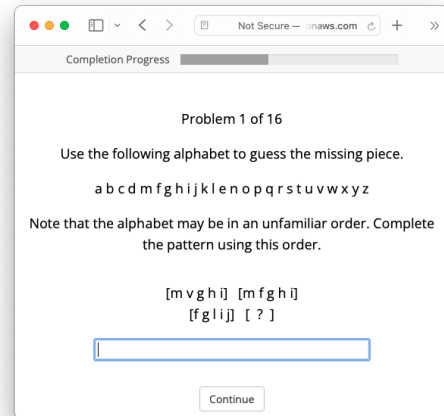 Not Secure — onaws.com
Completion Progress
Problem 1 of 16
Use the following alphabet to guess the missing piece.
a b c d m f g h i j k l e n o p q r s t u v w x y z
Note that the alphabet may be in an unfamiliar order. Complete
the pattern using this order.
[m v g h i] [m f g h i]
[f g l i j] [ ? ]
Continue